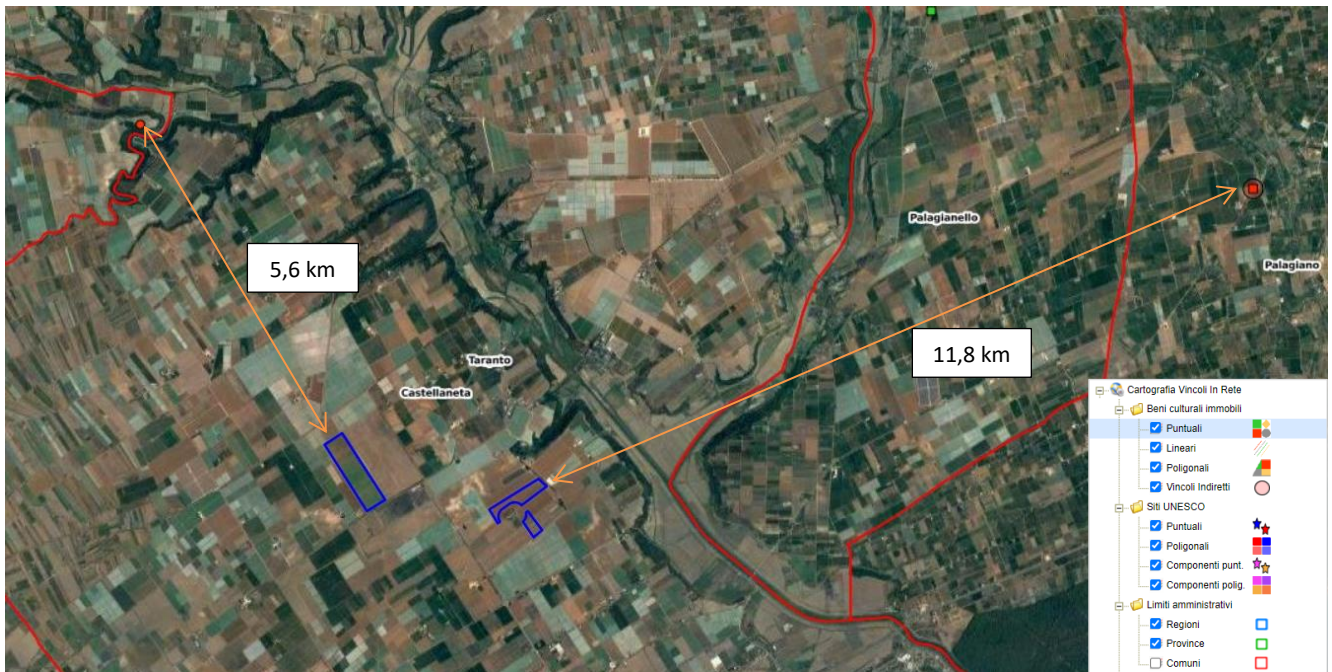 Palagianello
5,6 km
Palagiano
11,8 km
Taranto
Castellaneta
Cartografia Vincoli In Rete
Beni culturali immobili
Puntuali
Lineari
Poligonali
Vincoli Indiretti
Siti UNESCO
Puntuali
Poligonali
Componenti punt.
Componenti polig.
Limiti amministrativi
Regioni
Province
Comuni